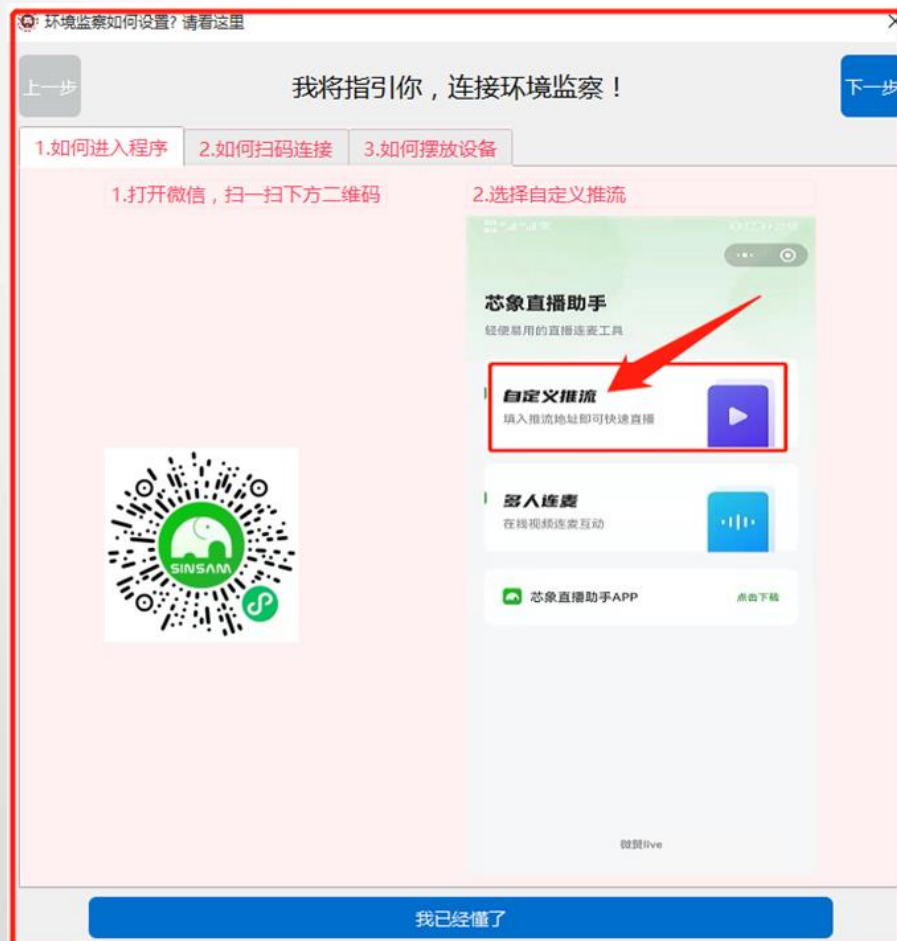 环境监察如何设置? 请看这里
上一步
我将指引你，连接环境监察！
下一步
1.如何进入程序
2.如何扫码连接
3.如何摆放设备
1.打开微信，扫一扫下方二维码
SINSAM
2.选择自定义推流
芯象直播助手
轻便易用的直播连麦工具
自定义推流
填入推流地址即可快速直播
多人连麦
在线视频连麦互动
芯象直播助手APP
点击下载
微赞live
我已经懂了